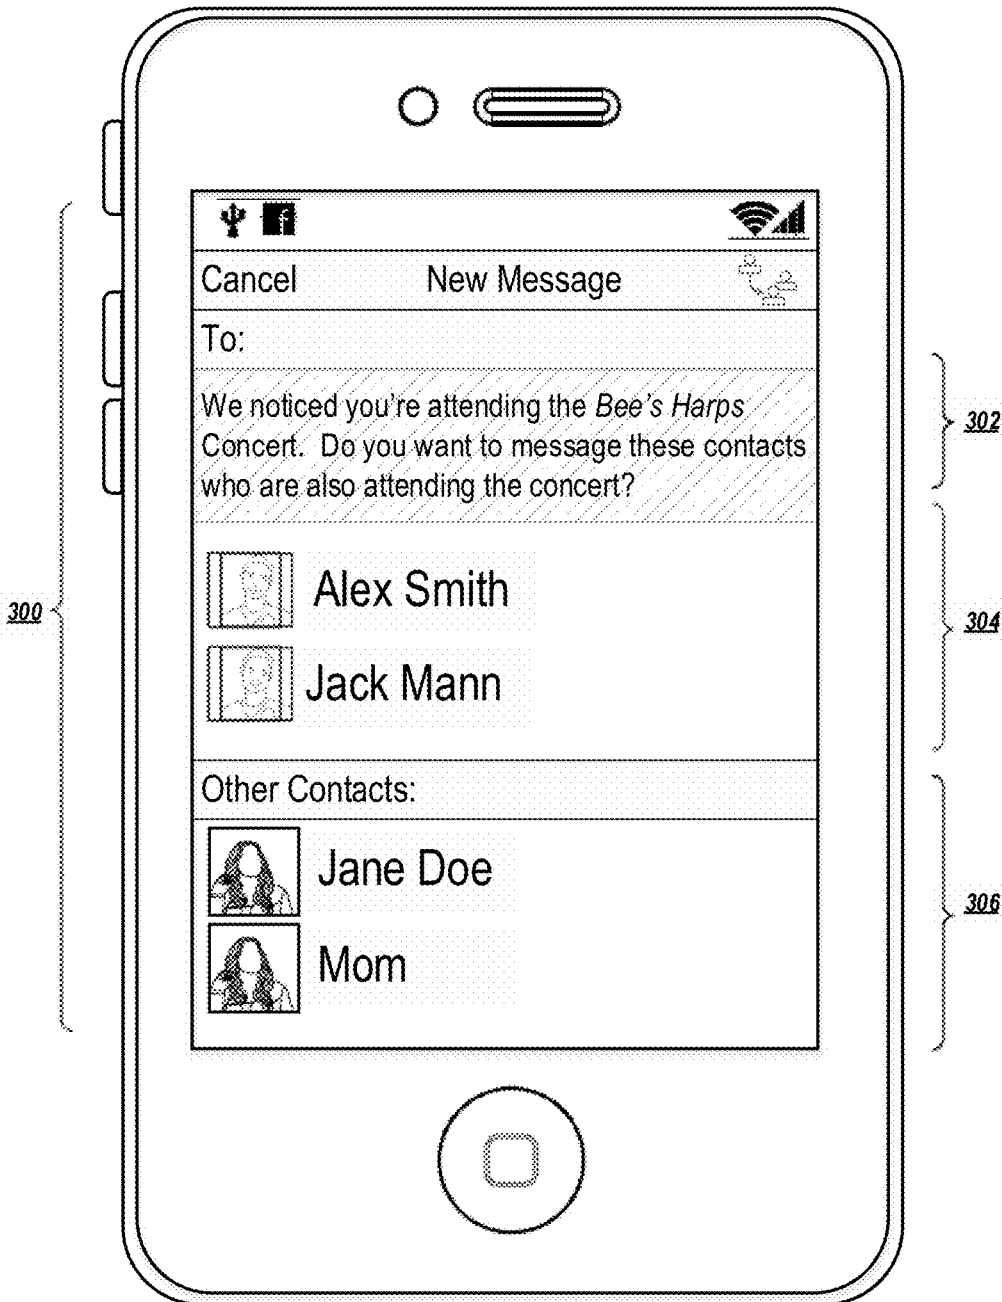 Cancel New Message
To:
We noticed you're attending the Bee's Harps
Concert. Do you want to message these contacts
who are also attending the concert?
Alex Smith
Jack Mann
Other Contacts:
Jane Doe
Mom
300
302
304
306